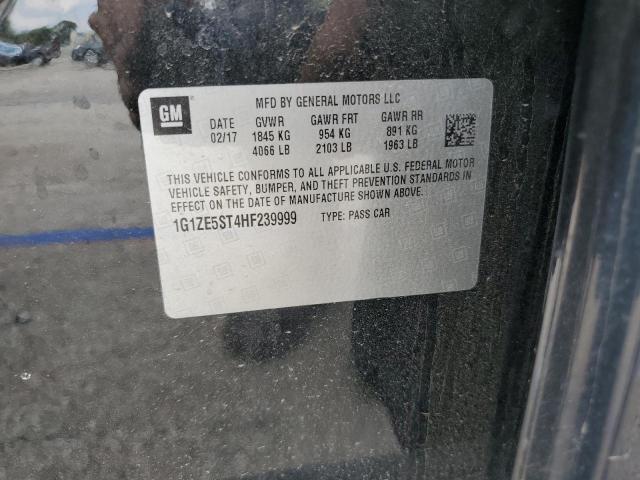 GM
MFD BY GENERAL MOTORS LLC
DATE GVWR GAWR FRT GAWR RR
02/17 1845 KG 954 KG 891 KG
4066 LB 2103 LB 1963 LB
THIS VEHICLE CONFORMS TO ALL APPLICABLE U.S. FEDERAL MOTOR
VEHICLE SAFETY, BUMPER, AND THEFT PREVENTION STANDARDS IN
EFFECT ON THE DATE OF MANUFACTURE SHOWN ABOVE.
1G1ZE5ST4HF239999 TYPE: PASS CAR